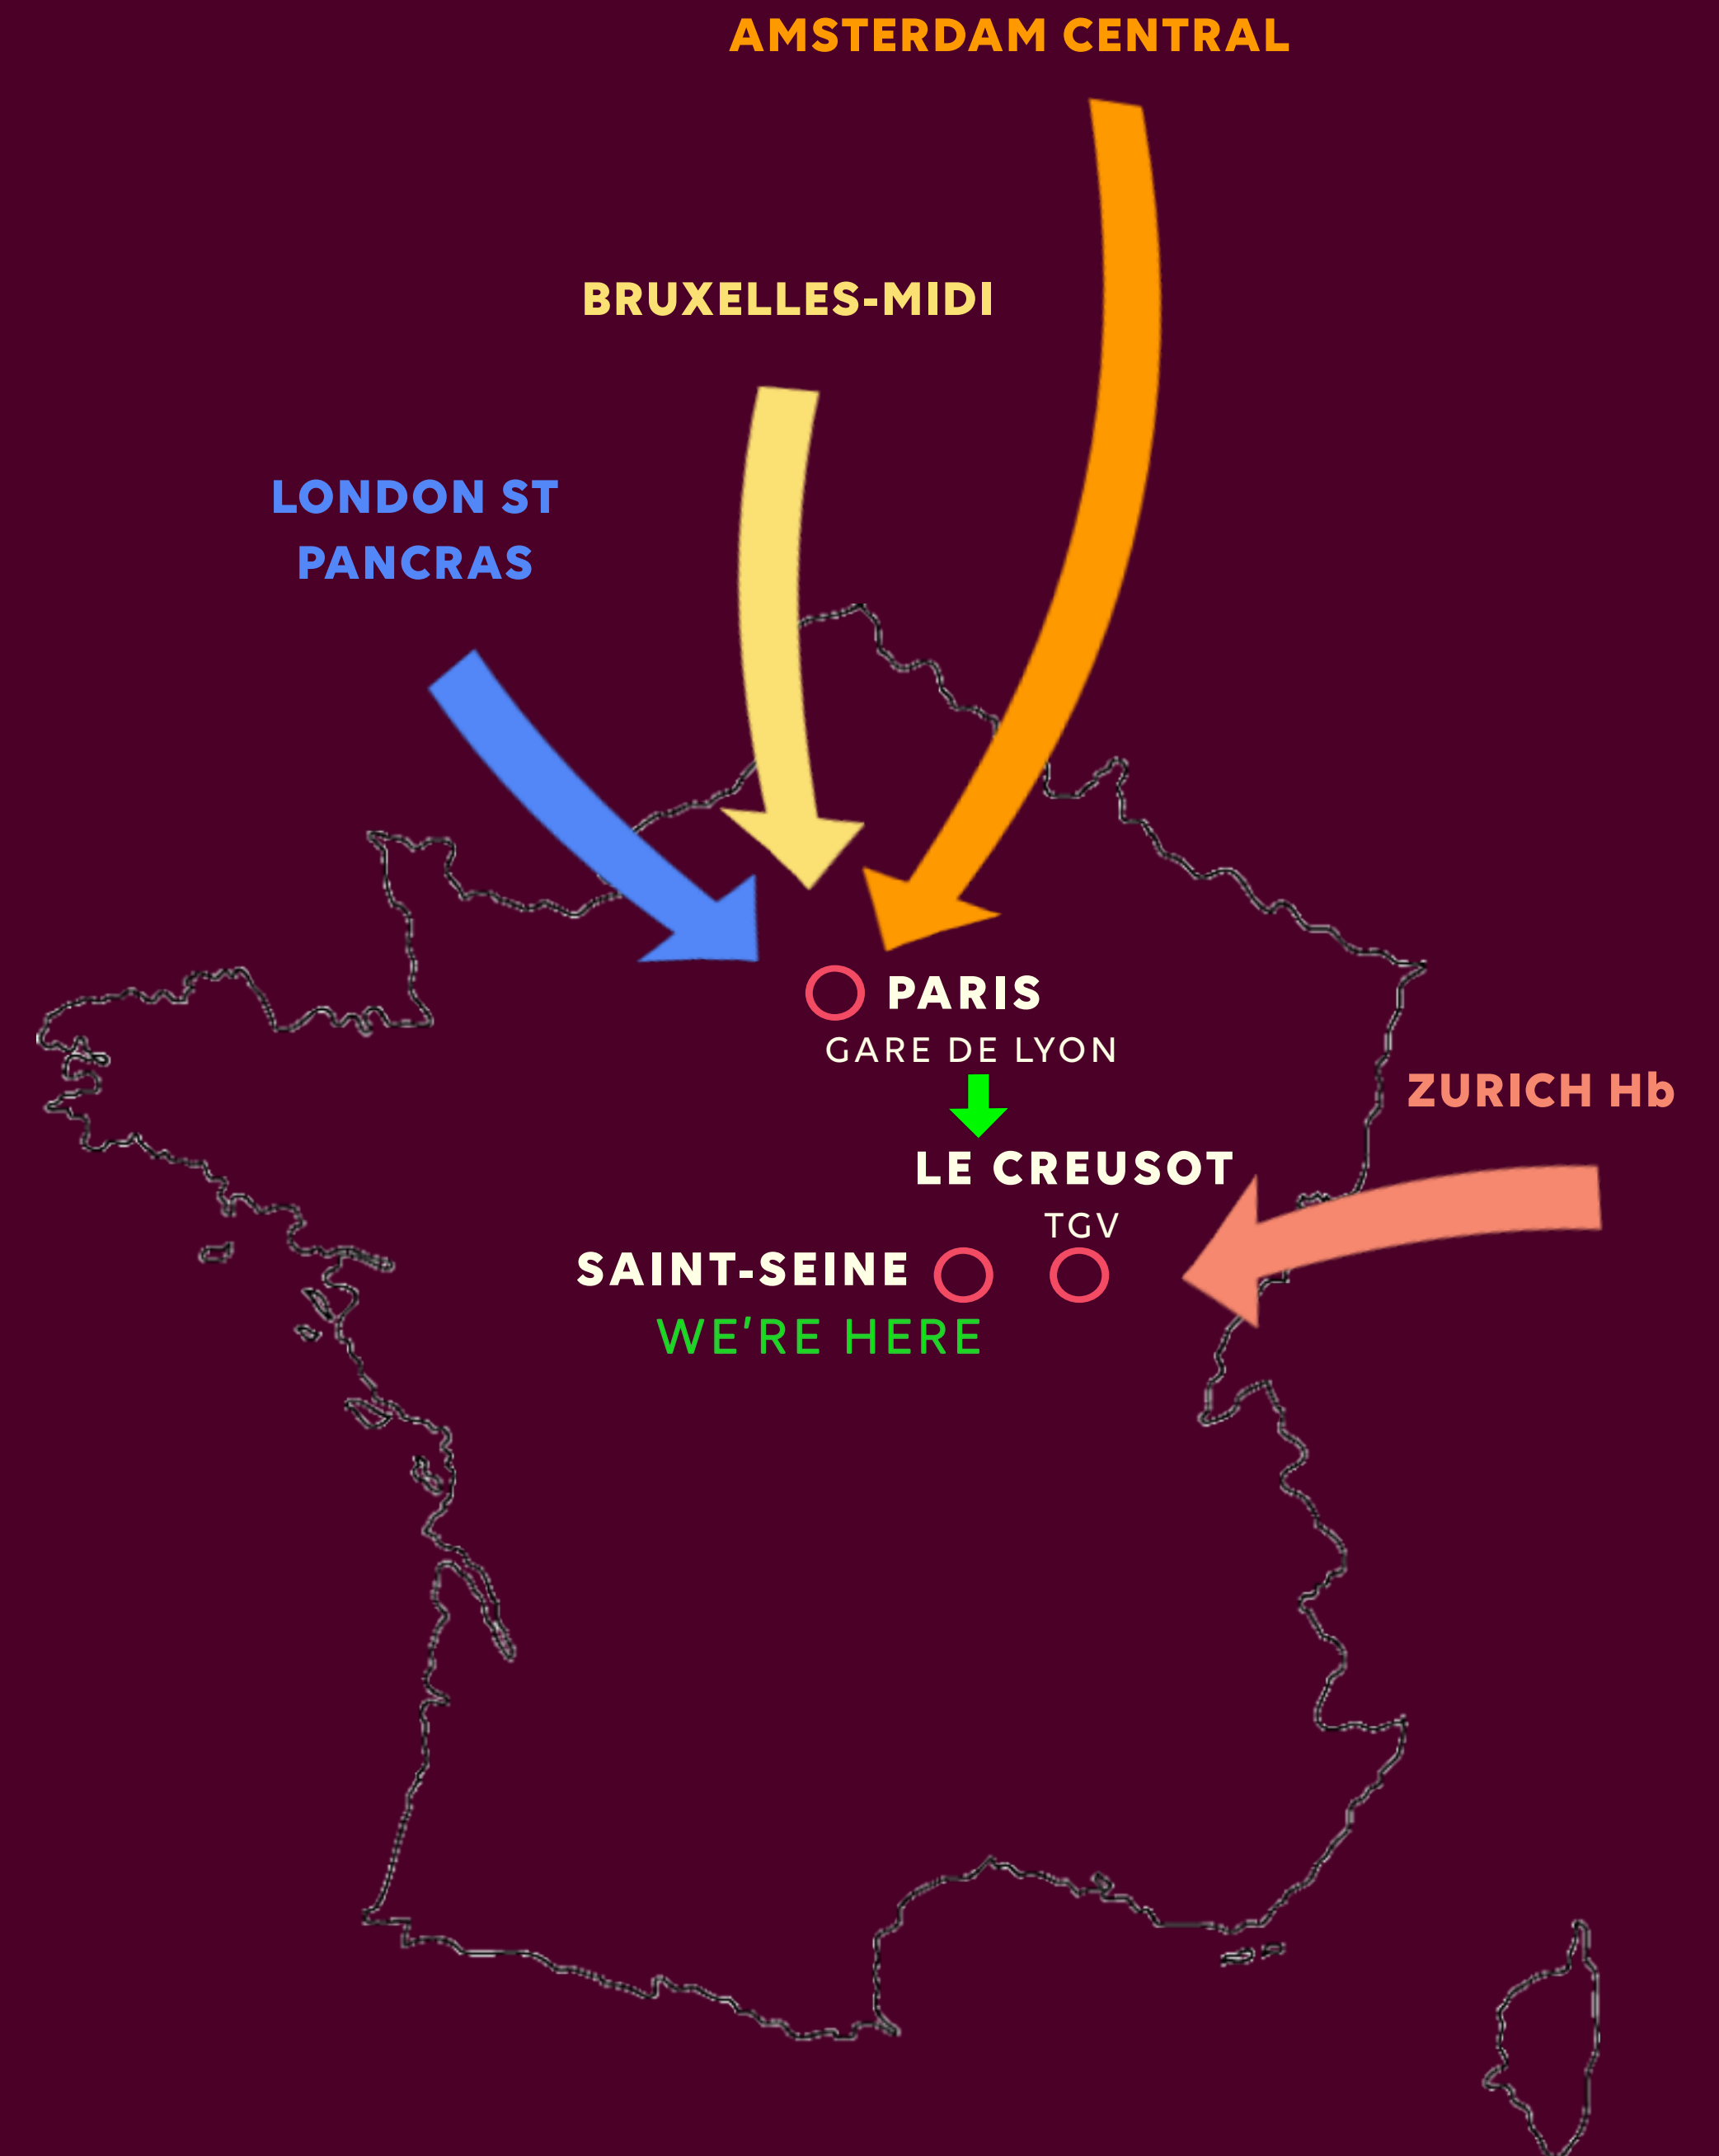 AMSTERDAM CENTRAL
BRUXELLES-MIDI
LONDON ST
PANCRAS
PARIS
GARE DE LYON
ZURICH Hb
LE CREUSOT
TGV
SAINT-SEINE
WE'RE HERE